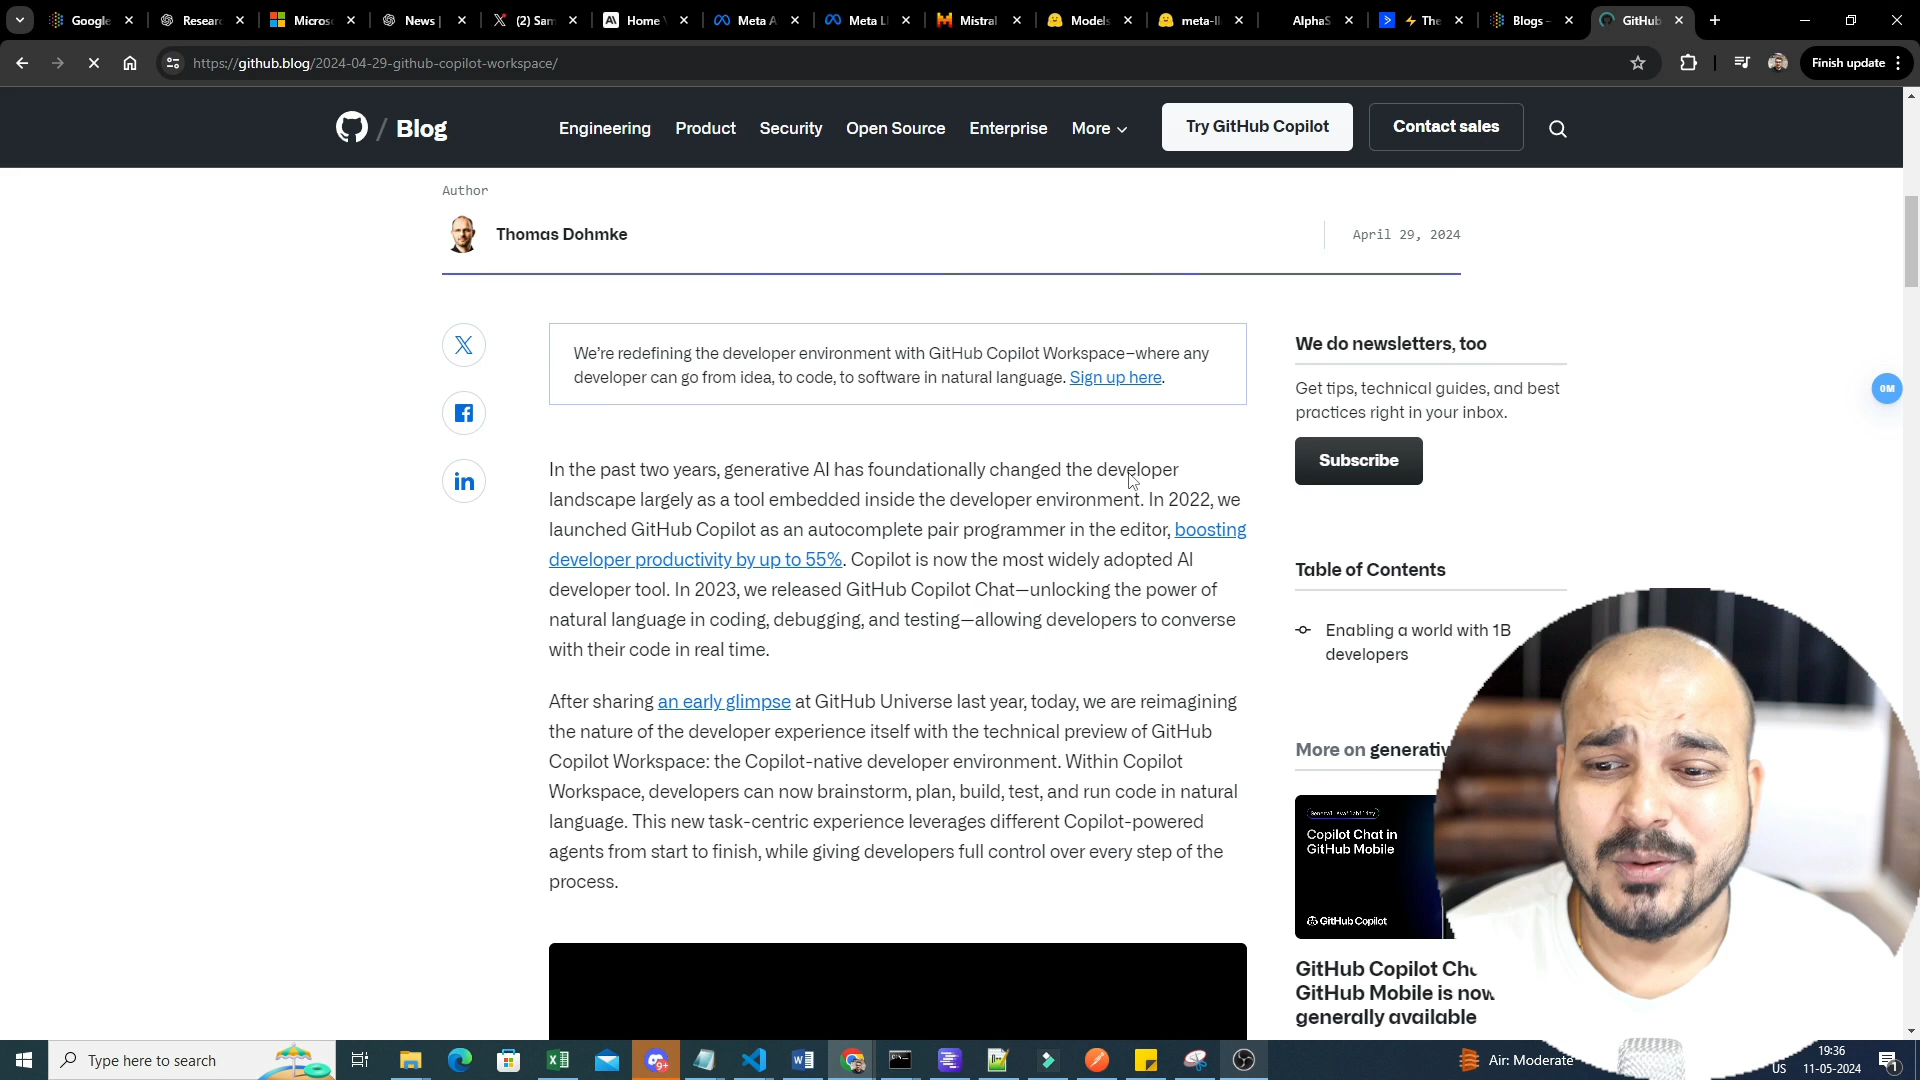 Google
Researc
Micros
News |
(2) Sam
Home \
Meta A
Meta Ll
Mistral
Models
meta-ll
AlphaS
⚡ The
Blogs –
GitHub
https://github.blog/2024-04-29-github-copilot-workspace/
Finish update
/ Blog
Engineering
Product
Security
Open Source
Enterprise
More
Try GitHub Copilot
Contact sales
Author
Thomas Dohmke
April 29, 2024
We're redefining the developer environment with GitHub Copilot Workspace–where any
developer can go from idea, to code, to software in natural language. Sign up here.
In the past two years, generative AI has foundationally changed the developer
landscape largely as a tool embedded inside the developer environment. In 2022, we
launched GitHub Copilot as an autocomplete pair programmer in the editor, boosting
developer productivity by up to 55%. Copilot is now the most widely adopted AI
developer tool. In 2023, we released GitHub Copilot Chat—unlocking the power of
natural language in coding, debugging, and testing—allowing developers to converse
with their code in real time.
After sharing an early glimpse at GitHub Universe last year, today, we are reimagining
the nature of the developer experience itself with the technical preview of GitHub
Copilot Workspace: the Copilot-native developer environment. Within Copilot
Workspace, developers can now brainstorm, plan, build, test, and run code in natural
language. This new task-centric experience leverages different Copilot-powered
agents from start to finish, while giving developers full control over every step of the
process.
We do newsletters, too
Get tips, technical guides, and best
practices right in your inbox.
Subscribe
0M
Table of Contents
Enabling a world with 1B
developers
More on generativ
General Availability
Copilot Chat in
GitHub Mobile
GitHub Copilot
GitHub Copilot Cha
GitHub Mobile is now
generally available
Type here to search
9+
Air: Moderate
US
19:36
11-05-2024
1